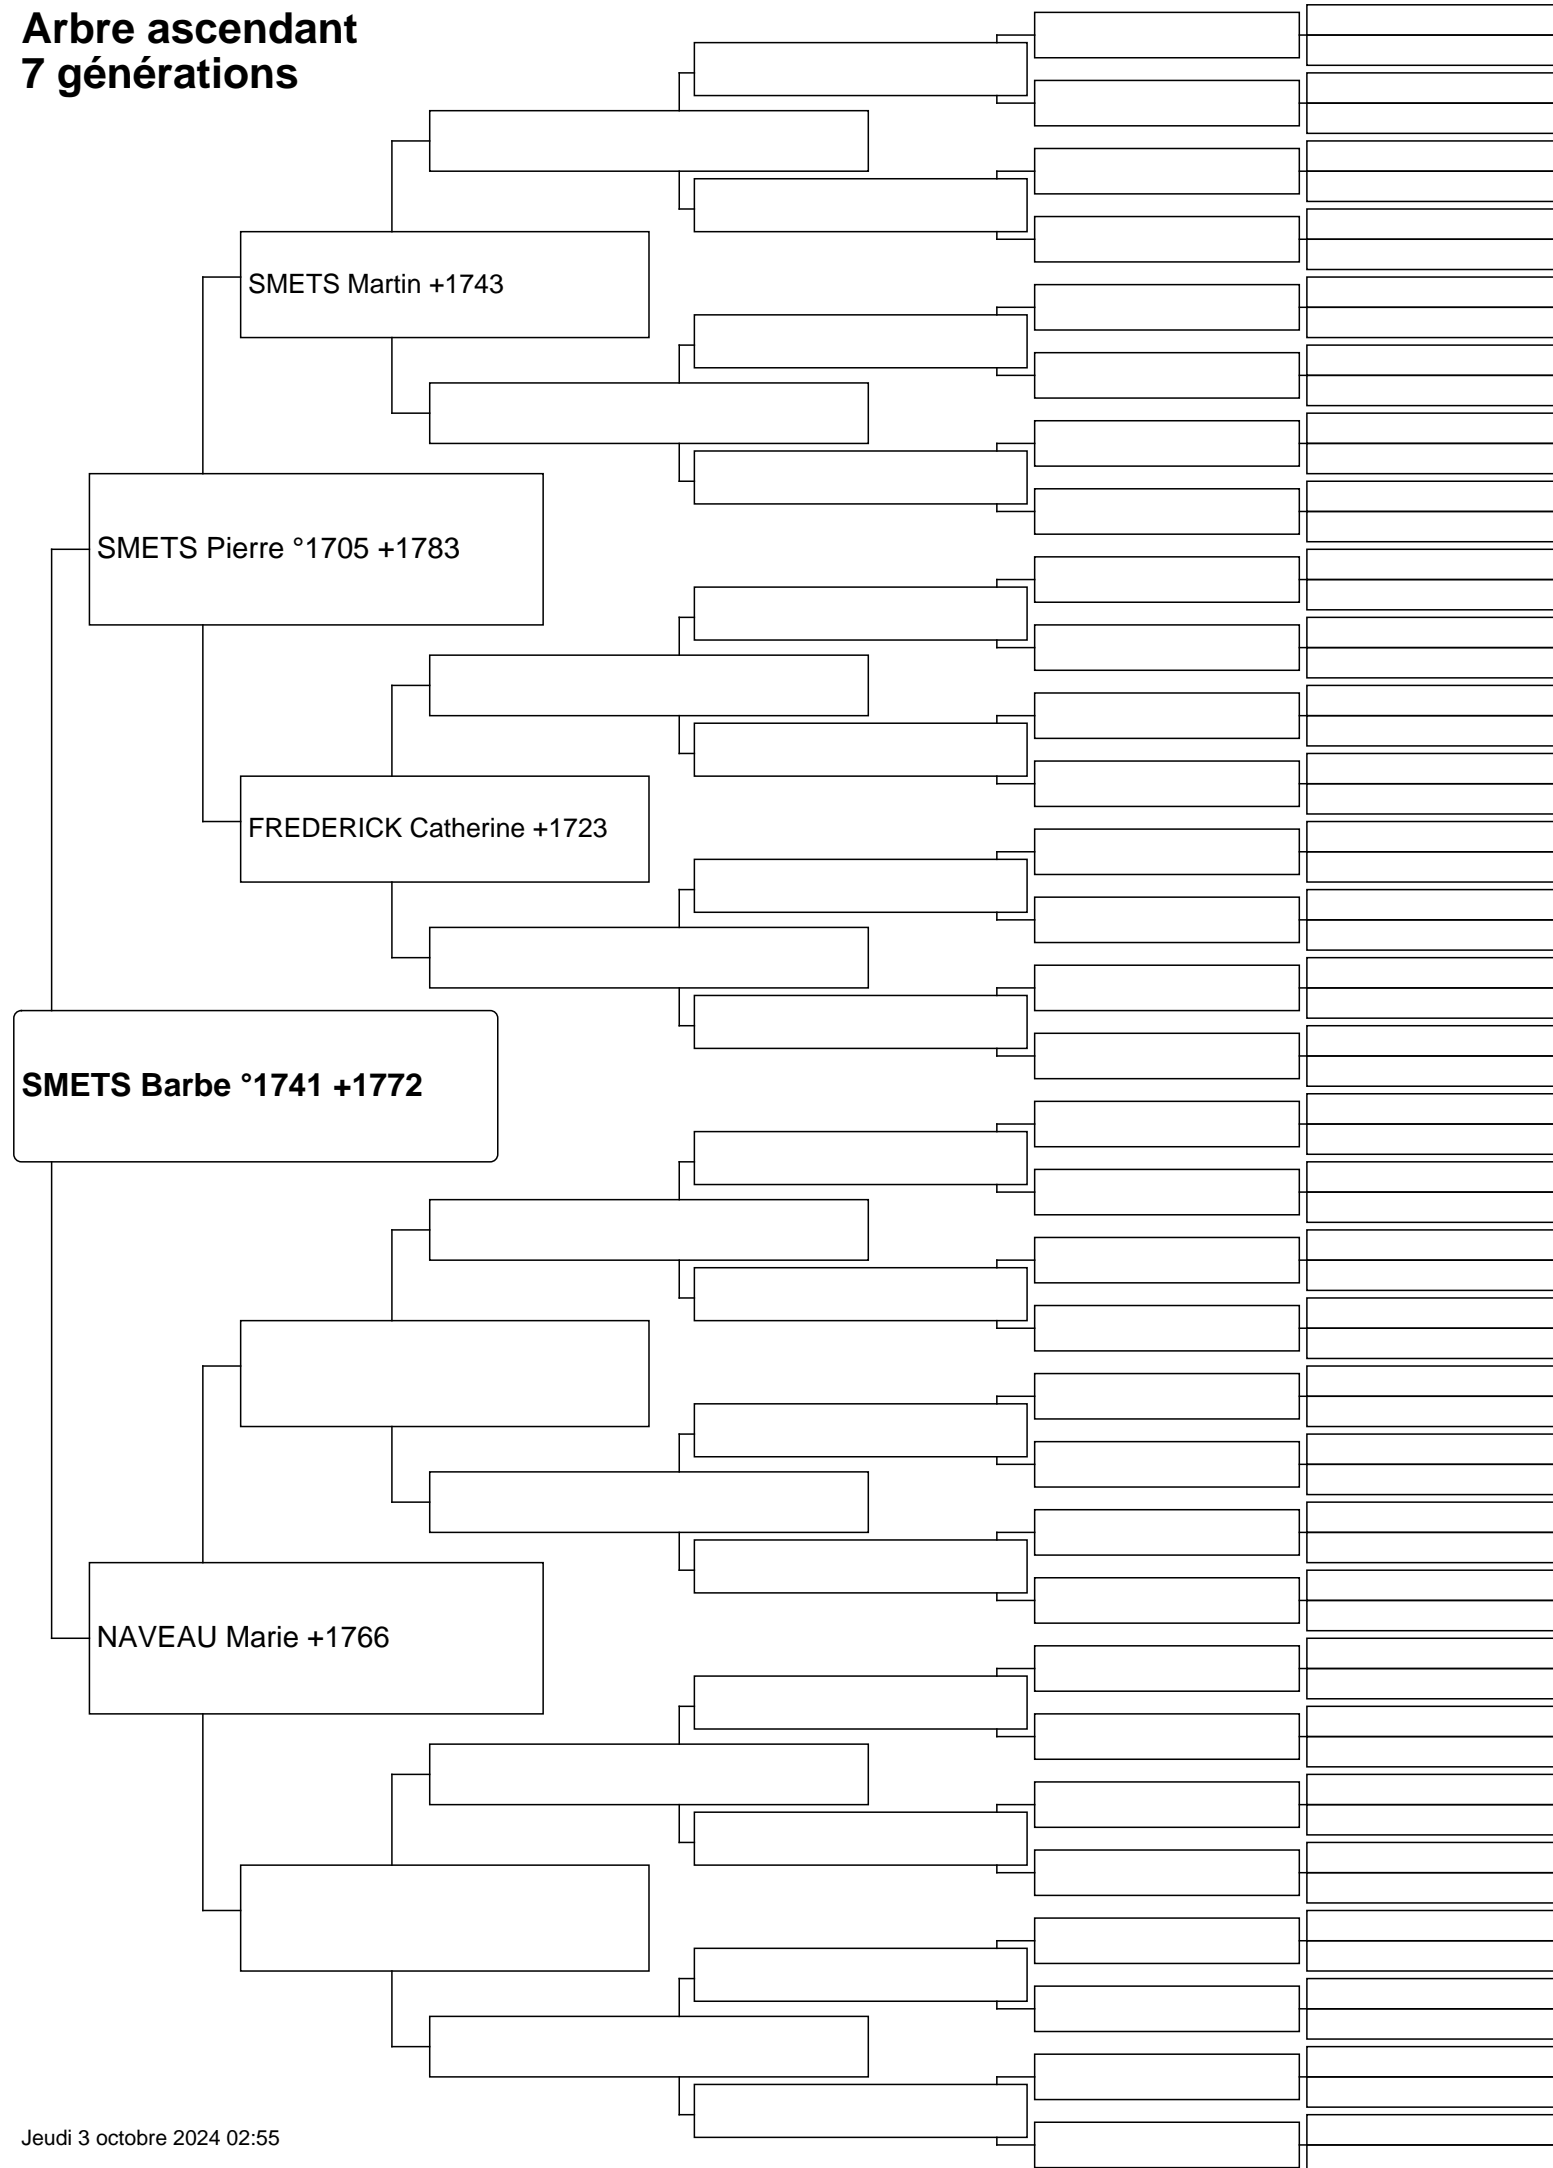 Arbre ascendant
7 générations
SMETS Martin +1743
SMETS Pierre °1705 +1783
FREDERICK Catherine +1723
SMETS Barbe °1741 +1772
NAVEAU Marie +1766
Jeudi 3 octobre 2024 02:55